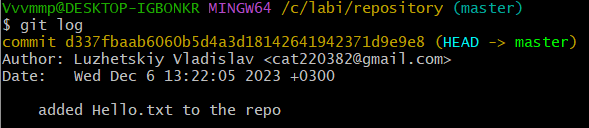 Vvvmmp@DESKTOP-IGBONKR MINGW64 /c/labi/repository (master)
$ git log
commit d337fbaab6060b5d4a3d18142641942371d9e9e8 (HEAD -> master)
Author: Luzhetskiy Vladislav <cat220382@gmail.com>
Date:   Wed Dec 6 13:22:05 2023 +0300
    added Hello.txt to the repo